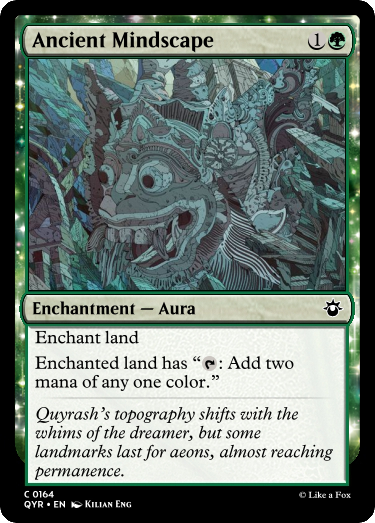 Ancient Mindscape 1
Enchantment — Aura
Enchant land
Enchanted land has “: Add two
mana of any one color.”
Quyrash’s topography shifts with the
whims of the dreamer, but some
landmarks last for aeons, almost reaching
permanence.
C 0164
QYR • EN Kilian Eng © Like a Fox